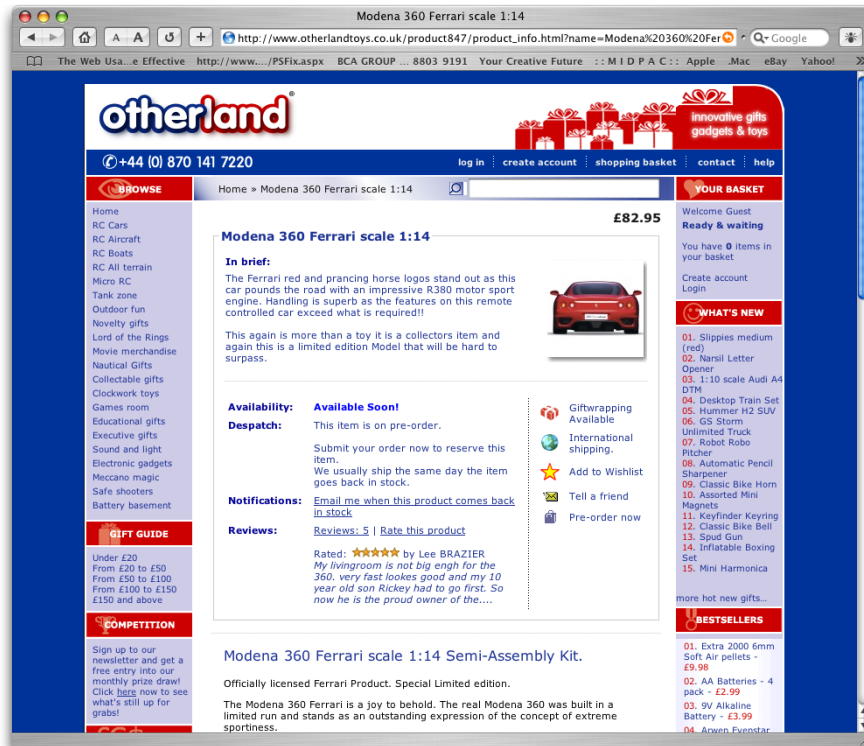 Modena 360 Ferrari scale 1:14
A A
http://www.otherlandtoys.co.uk/product847/product_info.html?name=Modena%20360%20Fer
Google
The Web Usa...e Effective http://www..../PSFix.aspx BCA GROUP ... 8803 9191 Your Creative Future ::MIDPAC:: Apple .Mac eBay Yahoo!
otherland®
innovative gifts
gadgets & toys
+44 (0) 870 141 7220
log in
create account
shopping basket
contact
help
BROWSE
Home » Modena 360 Ferrari scale 1:14
YOUR BASKET
Home
RC Cars
RC Aircraft
RC Boats
RC All terrain
Micro RC
Tank zone
Outdoor fun
Novelty gifts
Lord of the Rings
Movie merchandise
Nautical Gifts
Collectable gifts
Clockwork toys
Games room
Educational gifts
Executive gifts
Sound and light
Electronic gadgets
Meccano magic
Safe shooters
Battery basement
GIFT GUIDE
Under £20
From £20 to £50
From £50 to £100
From £100 to £150
£150 and above
COMPETITION
Sign up to our
newsletter and get a
free entry into our
monthly prize draw!
Click here now to see
what's still up for
grabs!
£82.95
Modena 360 Ferrari scale 1:14
In brief:
The Ferrari red and prancing horse logos stand out as this
car pounds the road with an impressive R380 motor sport
engine. Handling is superb as the features on this remote
controlled car exceed what is required!!
This again is more than a toy it is a collectors item and
again this is a limited edition Model that will be hard to
surpass.
Availability: Available Soon!
Despatch: This item is on pre-order.
Submit your order now to reserve this
item.
We usually ship the same day the item
goes back in stock.
Notifications: Email me when this product comes back
in stock
Reviews: Reviews: 5 | Rate this product
Rated: by Lee BRAZIER
My livingroom is not big engh for the
360. very fast lookes good and my 10
year old son Rickey had to go first. So
now he is the proud owner of the....
Giftwrapping
Available
International
shipping.
Add to Wishlist
Tell a friend
Pre-order now
Modena 360 Ferrari scale 1:14 Semi-Assembly Kit.
Officially licensed Ferrari Product. Special Limited edition.
The Modena 360 Ferrari is a joy to behold. The real Modena 360 was built in a
limited run and stands as an outstanding expression of the concept of extreme
sportiness.
Welcome Guest
Ready & waiting
You have 0 items in
your basket
Create account
Login
WHAT'S NEW
01. Slippies medium
(red)
02. Narsil Letter
Opener
03. 1:10 scale Audi A4
DTM
04. Desktop Train Set
05. Hummer H2 SUV
06. GS Storm
Unlimited Truck
07. Robot Robo
Pitcher
08. Automatic Pencil
Sharpener
09. Classic Bike Horn
10. Assorted Mini
Magnets
11. Keyfinder Keyring
12. Classic Bike Bell
13. Spud Gun
14. Inflatable Boxing
Set
15. Mini Harmonica
more hot new gifts...
BESTSELLERS
01. Extra 2000 6mm
Soft Air pellets -
£9.98
02. AA Batteries - 4
pack - £2.99
03. 9V Alkaline
Battery - £3.99
04. Arwen Evenstar